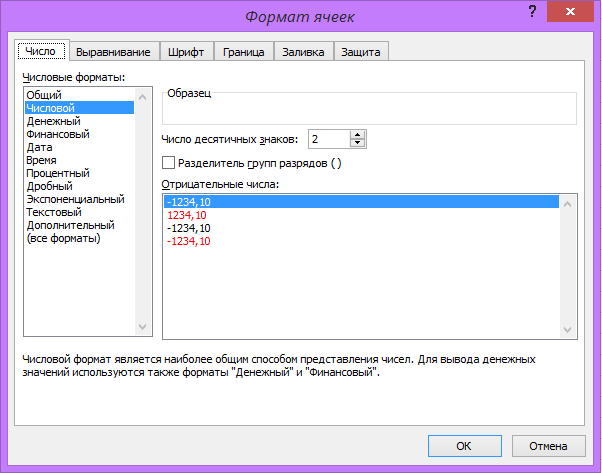 Формат ячеек
? x
Число Выравнивание Шрифт Граница Заливка Защита
Числовые форматы:
Общий
Числовой
Денежный
Финансовый
Дата
Время
Процентный
Дробный
Экспоненциальный
Текстовый
Дополнительный
(все форматы)
Образец
Число десятичных знаков: 2
Разделитель групп разрядов ( )
Отрицательные числа:
-1234,10
1234,10
-1234,10
-1234,10
Числовой формат является наиболее общим способом представления чисел. Для вывода денежных
значений используются также форматы "Денежный" и "Финансовый".
ОК Отмена